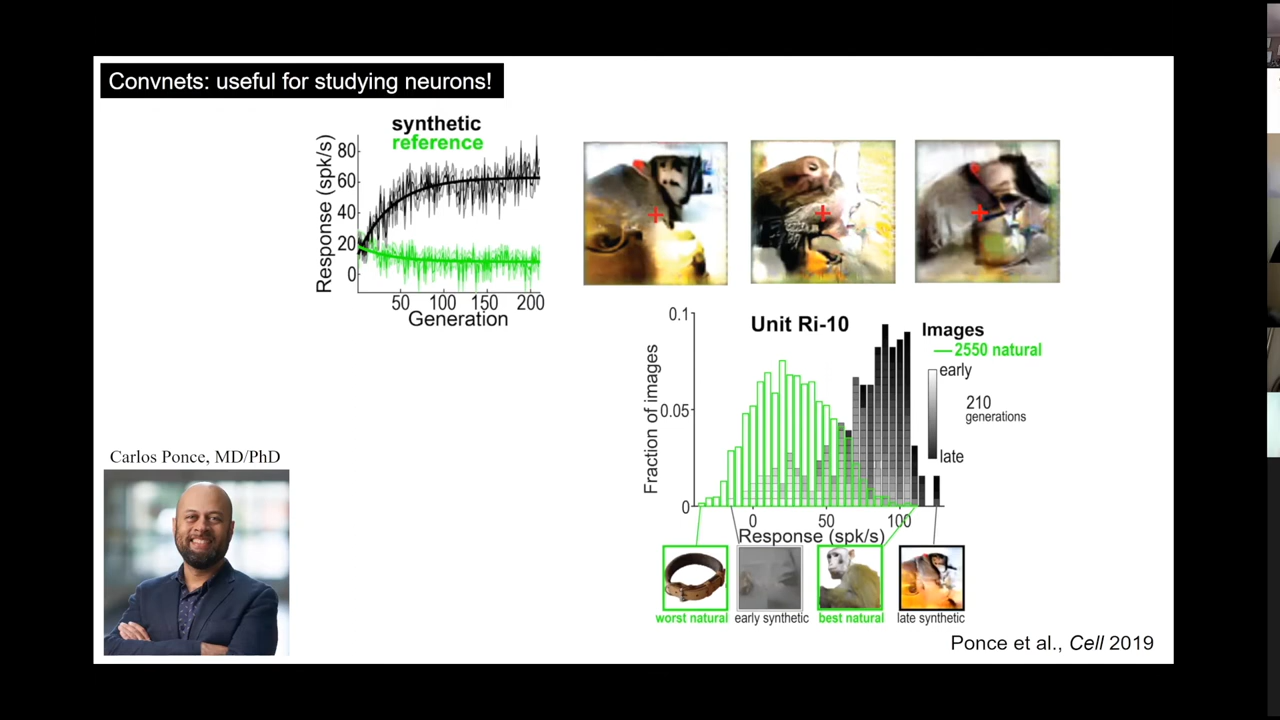 Convnets: useful for studying neurons!
synthetic
reference
Response (spk/s)
80
60
40
20
0
50 100 150 200
Generation
Unit Ri-10
Images
2550 natural
early
210
generations
late
Fraction of images
0.1
0.05
0
0 50 100
Response (spk/s)
worst natural early synthetic best natural late synthetic
Carlos Ponce, MD/PhD
Ponce et al., Cell 2019